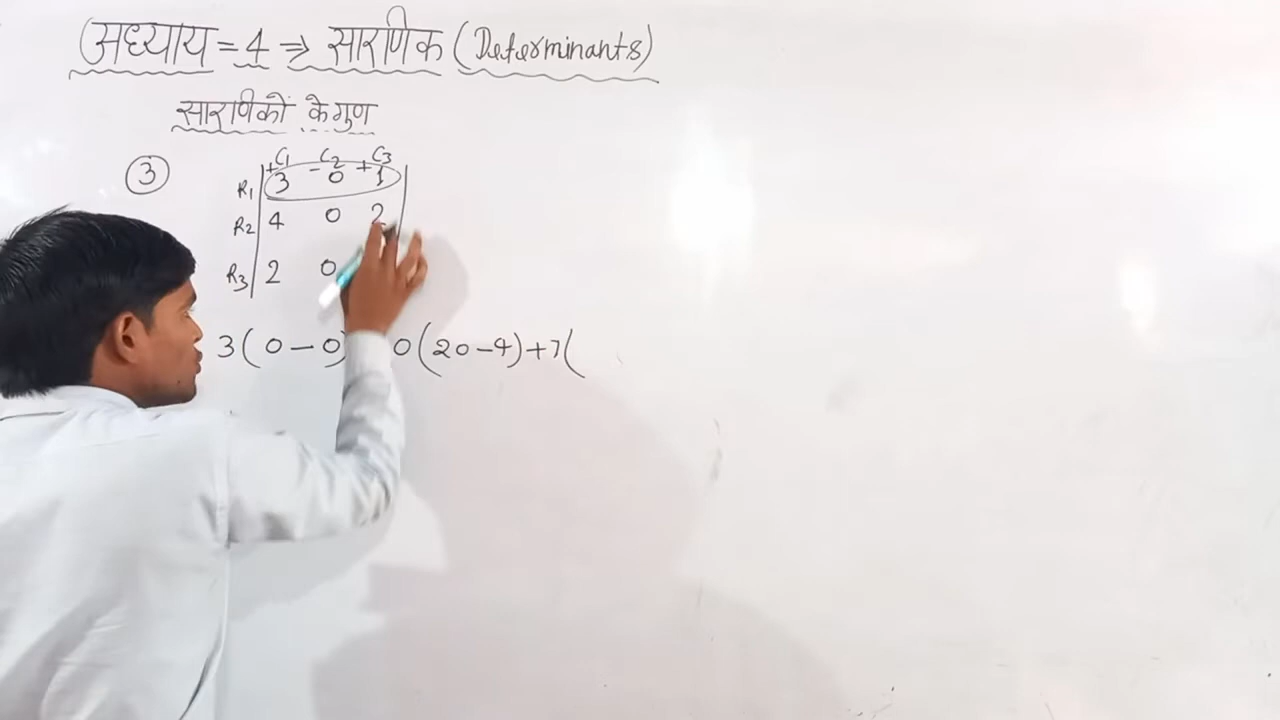 (अध्याय = 4 ⇒ सारणिक (Determinants)
सारणिकों के गुण
C1 C2 C3
+ - +
3 R1 3 0 1
R2 4 0 2
R3 2 0
3(0-0) 0(20-4)+1(